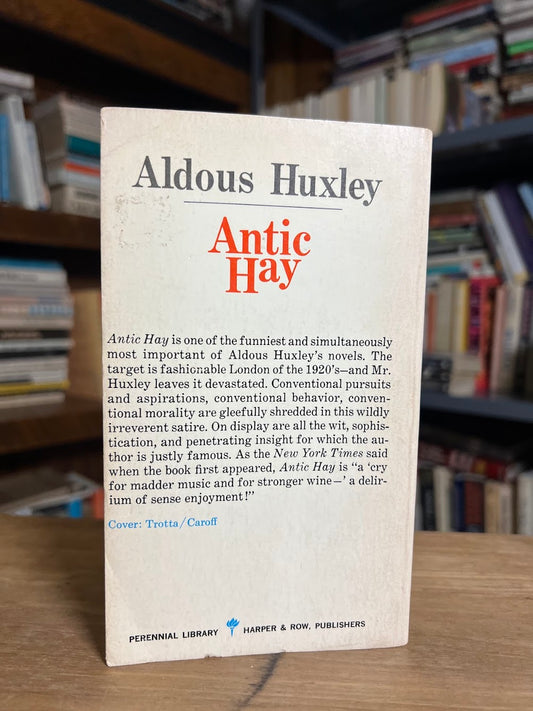 Aldous Huxley
Antic
Hay
Antic Hay is one of the funniest and simultaneously
most important of Aldous Huxley's novels. The
target is fashionable London of the 1920's—and Mr.
Huxley leaves it devastated. Conventional pursuits
and aspirations, conventional behavior, conven-
tional morality are gleefully shredded in this wildly
irreverent satire. On display are all the wit, sophis-
tication, and penetrating insight for which the au-
thor is justly famous. As the New York Times said
when the book first appeared, Antic Hay is "a 'cry
for madder music and for stronger wine—' a delir-
ium of sense enjoyment!"
Cover: Trotta/Caroff
PERENNIAL LIBRARY HARPER & ROW, PUBLISHERS